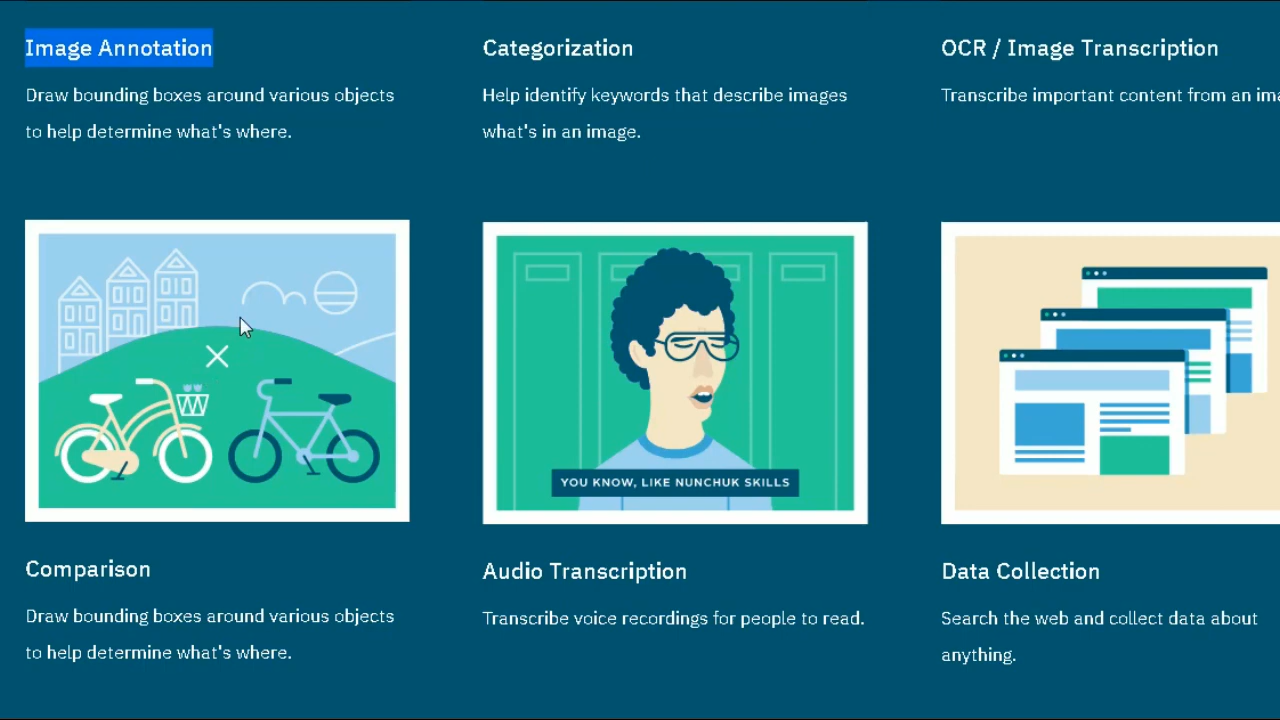 Image Annotation
Draw bounding boxes around various objects
to help determine what's where.
Categorization
Help identify keywords that describe images
what's in an image.
OCR / Image Transcription
Transcribe important content from an
YOU KNOW, LIKE NUNCHUK SKILLS
Comparison
Draw bounding boxes around various objects
to help determine what's where.
Audio Transcription
Transcribe voice recordings for people to read.
Data Collection
Search the web and collect data about
anything.